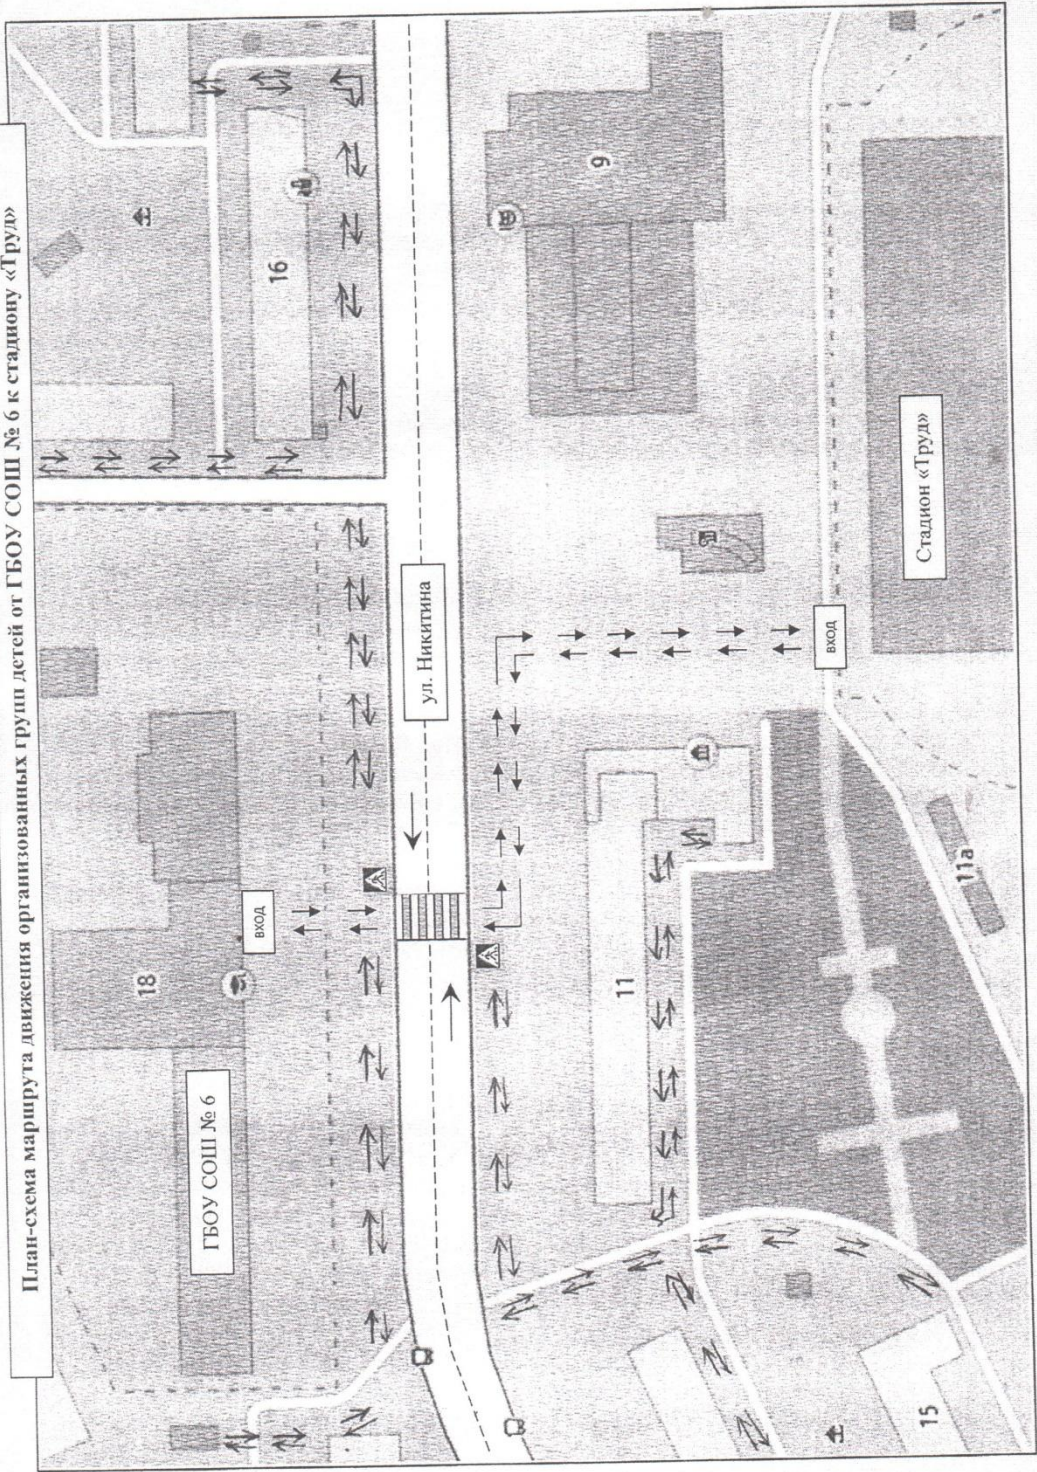 План-схема маршрута движения организованных групп детей от ГБОУ СОШ № 6 к стадиону «Труд»
18
ГБОУ СОШ № 6
вход
16
ул. Никитина
9
11
вход
Стадион «Труд»
11а
15